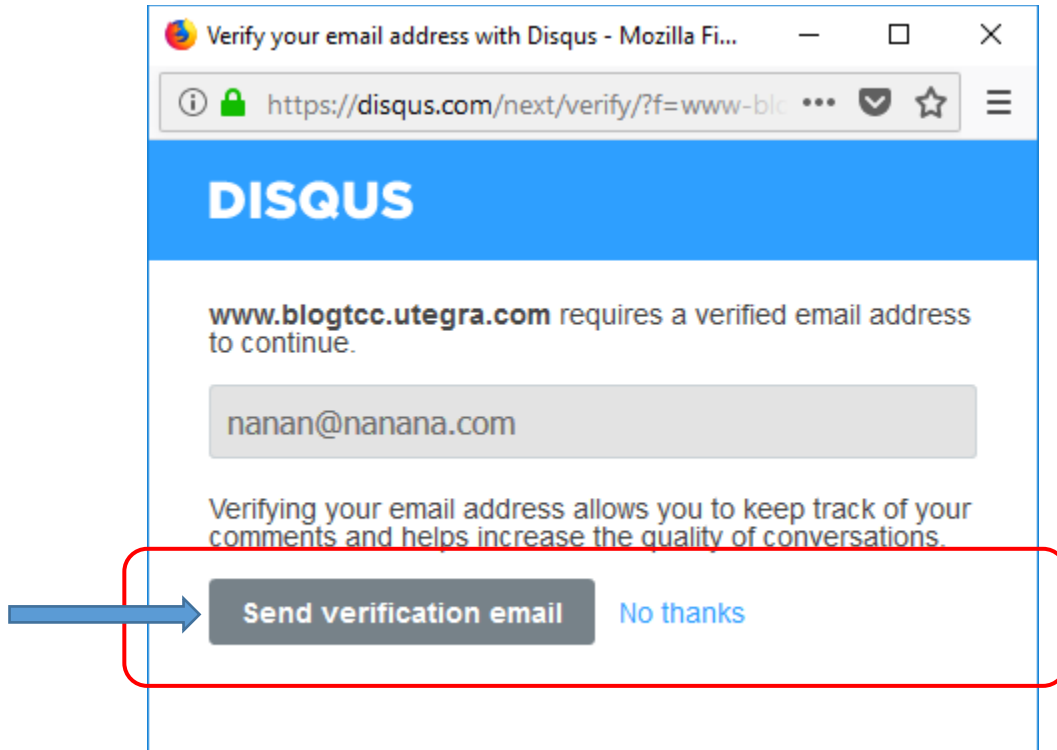 Verify your email address with Disqus - Mozilla Fi...
https://disqus.com/next/verify/?f=www-blo
DISQUS
www.blogtcc.utegra.com requires a verified email address
to continue.
nanan@nanana.com
Verifying your email address allows you to keep track of your
comments and helps increase the quality of conversations.
Send verification email No thanks